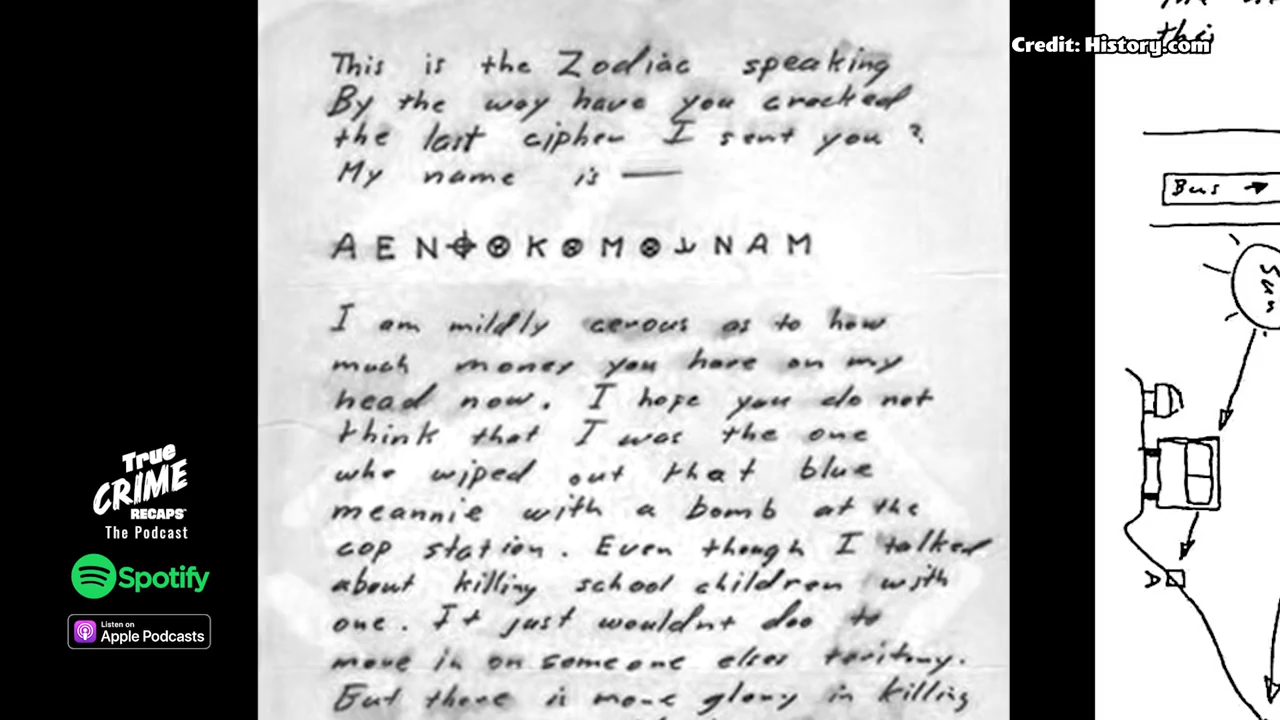 This is the Zodiac speaking
By the way have you cracked
the last cipher I sent you?
My name is —
A E N ⌖ ⊗ K ⊗ M ⊗ ⅃ N A M
I am mildly cerous as to how
much money you have on my
head now. I hope you do not
think that I was the one
who wiped out that blue
meannie with a bomb at the
cop station. Even though I talked
about killing school children with
one. It just wouldnt doo to
move in on someone elses teritory.
But there is more glory in killing
True
CRIME
RECAPS
The Podcast
Spotify
Listen on
Apple Podcasts
Credit: History.com
this
Bus →
Sun
A